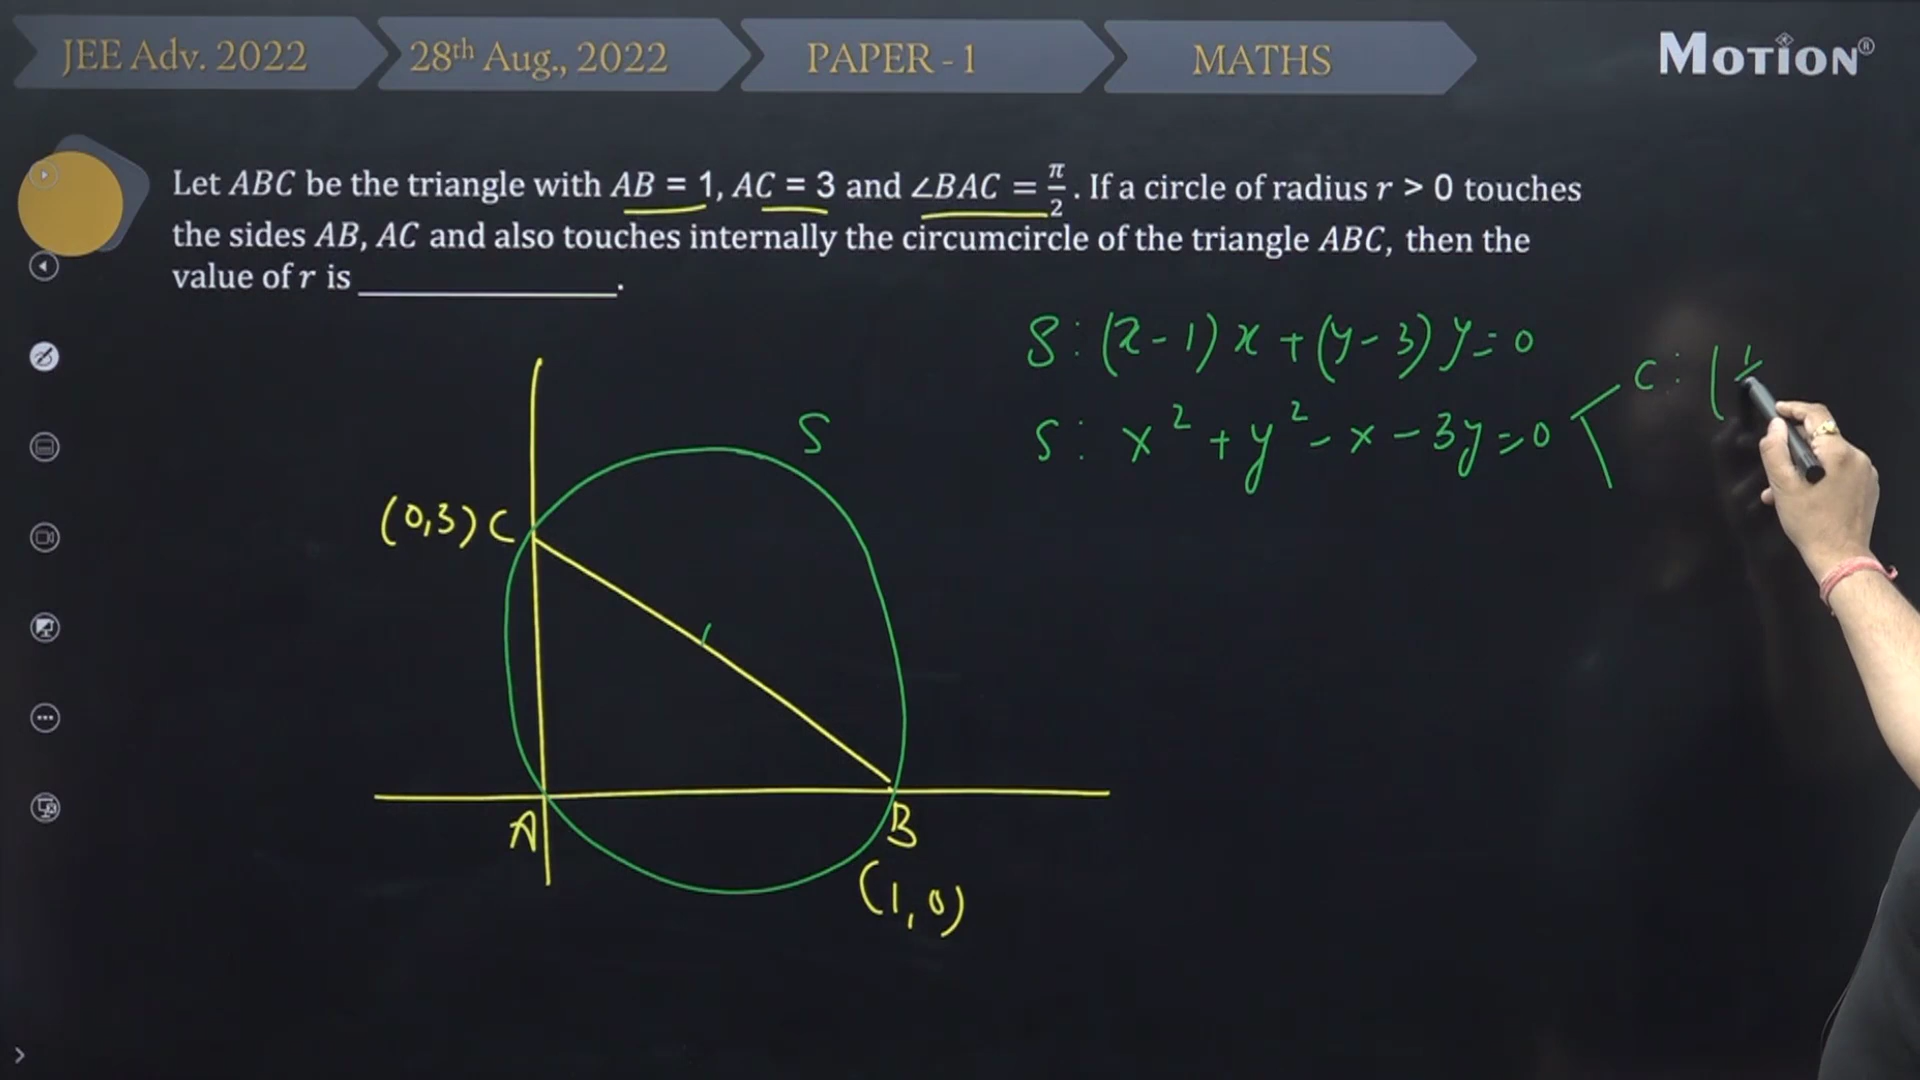 JEE Adv. 2022
28th Aug., 2022
PAPER - 1
MATHS
MOTION®
Let ABC be the triangle with AB = 1, AC = 3 and ∠BAC = π/2. If a circle of radius r > 0 touches
the sides AB, AC and also touches internally the circumcircle of the triangle ABC, then the
value of r is ______________.
S: (x-1)x+(y-3)y=0
C: (1/
S: x²+y²-x-3y=0
S
(0,3) C
A
B
(1,0)